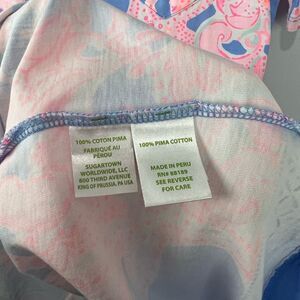 100% COTTON PIMA
FABRIQUÉ AU
PÉROU
SUGARTOWN
WORLDWIDE, LLC
800 THIRD AVENUE
KING OF PRUSSIA, PA USA
100% PIMA COTTON
MADE IN PERU
RN# 88189
SEE REVERSE
FOR CARE